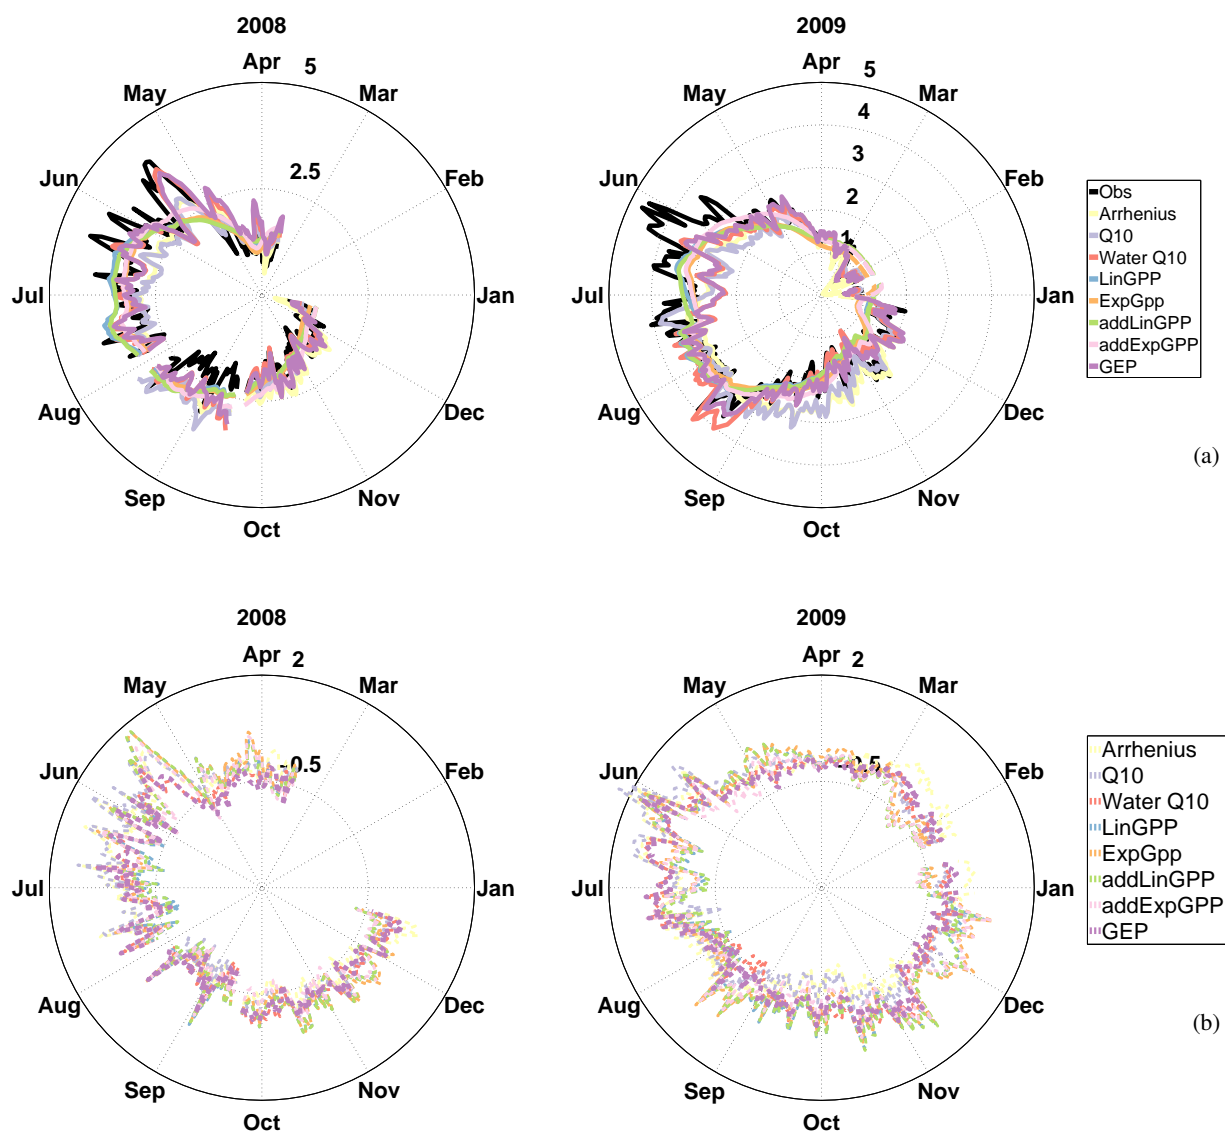 2008
Apr 5
May Mar
2.5
Jun Feb
Jul Jan
Aug Dec
Sep Nov
Oct
2009
Apr 5
May 4 Mar
3
Jun 2 Feb
1
Jul Jan
Aug Dec
Sep Nov
Oct
Obs
Arrhenius
Q10
Water Q10
LinGPP
ExpGpp
addLinGPP
addExpGPP
GEP
(a)
2008
Apr 2
May Mar
-0.5
Jun Feb
Jul Jan
Aug Dec
Sep Nov
Oct
2009
Apr 2
May Mar
-0.5
Jun Feb
Jul Jan
Aug Dec
Sep Nov
Oct
Arrhenius
Q10
Water Q10
LinGPP
ExpGpp
addLinGPP
addExpGPP
GEP
(b)